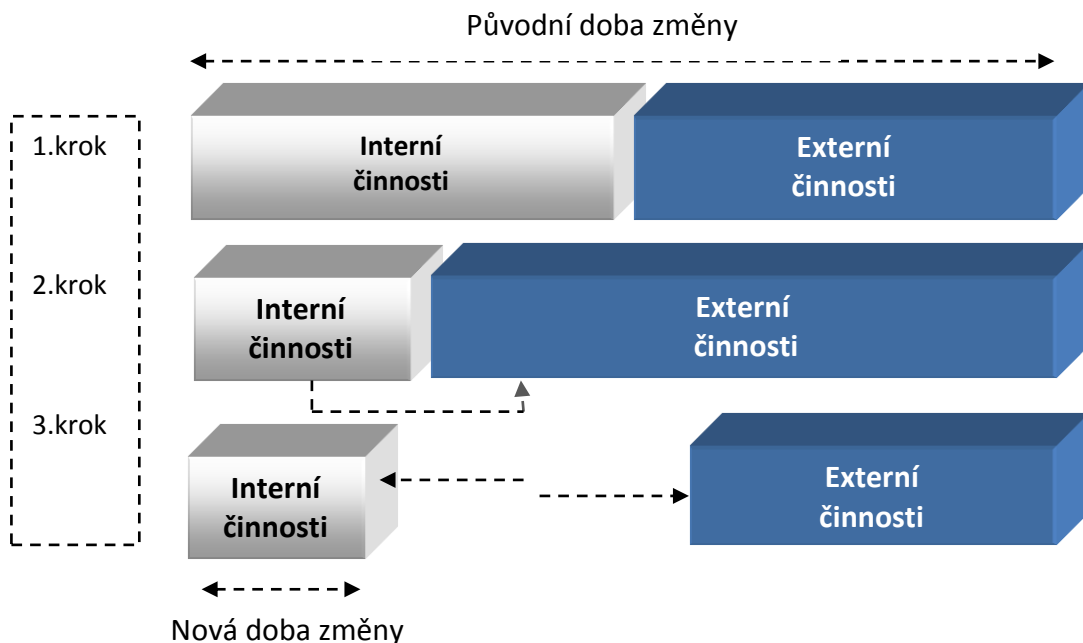 Původní doba změny
1.krok
Interní
činnosti
Externí
činnosti
2.krok
Interní
činnosti
Externí
činnosti
3.krok
Interní
činnosti
Externí
činnosti
Nová doba změny